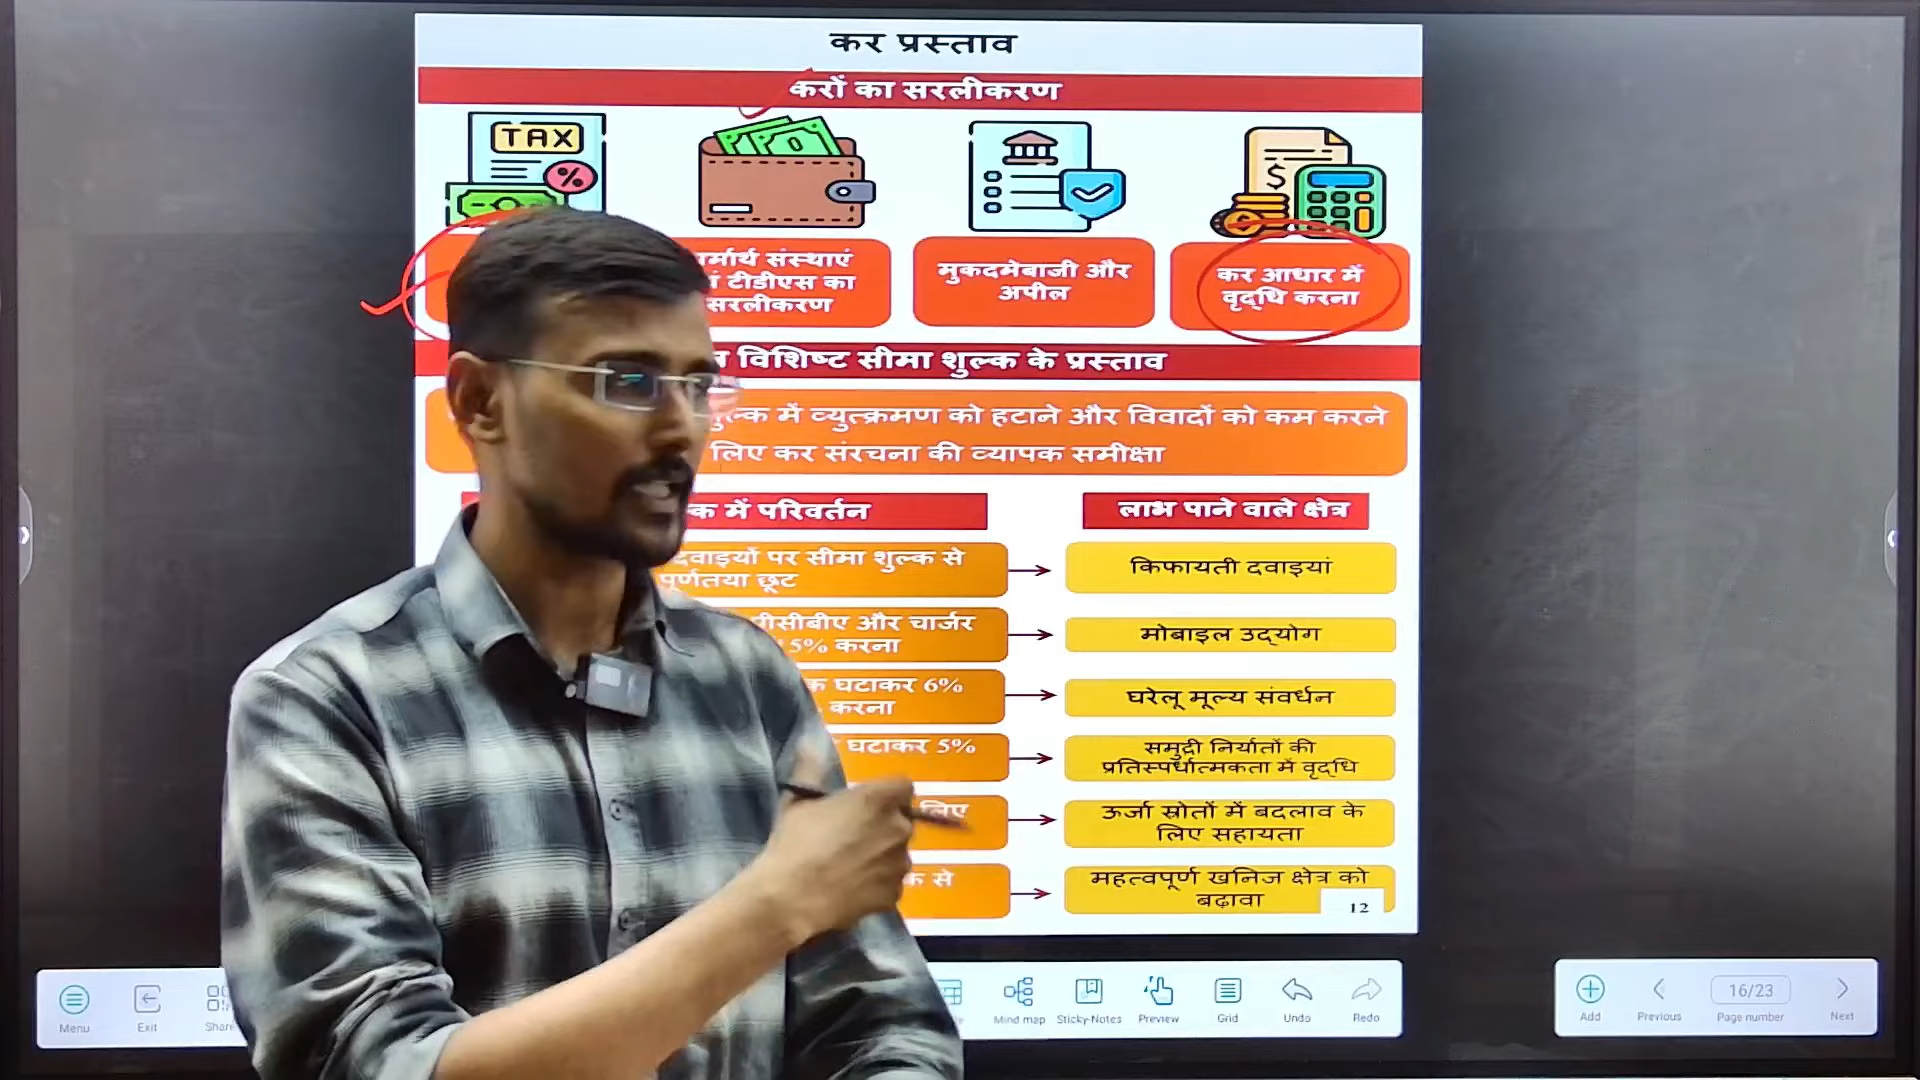 कर प्रस्ताव
करों का सरलीकरण
TAX
%
$
संस्थाएं
टीडीएस का
सरलीकरण
मुकदमेबाजी और
अपील
कर आधार में
वृद्धि करना
विशिष्ट सीमा शुल्क के प्रस्ताव
में व्युत्क्रमण को हटाने और विवादों को कम करने
लिए कर संरचना की व्यापक समीक्षा
में परिवर्तन
लाभ पाने वाले क्षेत्र
दवाइयों पर सीमा शुल्क से
पूर्णतया छूट
किफायती दवाइयां
पीसीबीए और चार्जर
15% करना
मोबाइल उद्योग
घटाकर 6%
करना
घरेलू मूल्य संवर्धन
घटाकर 5%
समुद्री निर्यातों की
प्रतिस्पर्धात्मकता में वृद्धि
लिए
ऊर्जा स्रोतों में बदलाव के
लिए सहायता
से
महत्वपूर्ण खनिज क्षेत्र को
बढ़ावा
12
Menu
Exit
Share
Mind map
Sticky-Notes
Preview
Grid
Undo
Redo
Add
Previous
16/23
Page number
Next